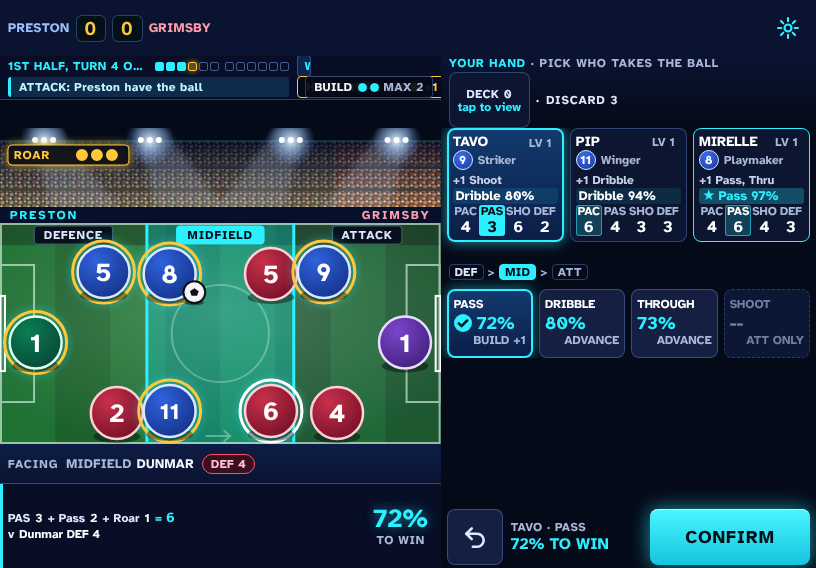 PRESTON 0 0 GRIMSBY
1ST HALF, TURN 4 O...
ATTACK: Preston have the ball
BUILD MAX 2
ROAR
PRESTON GRIMSBY
DEFENCE MIDFIELD ATTACK
5 8 5 9
1 1
2 11 6 4
FACING MIDFIELD DUNMAR DEF 4
PAS 3 + Pass 2 + Roar 1 = 6
v Dunmar DEF 4
72%
TO WIN
YOUR HAND · PICK WHO TAKES THE BALL
DECK 0
tap to view
· DISCARD 3
TAVO LV 1
9 Striker
+1 Shoot
Dribble 80%
PAC PAS SHO DEF
4 3 6 2
PIP LV 1
11 Winger
+1 Dribble
Dribble 94%
PAC PAS SHO DEF
6 4 3 3
MIRELLE LV 1
8 Playmaker
+1 Pass, Thru
★ Pass 97%
PAC PAS SHO DEF
4 6 4 3
DEF > MID > ATT
PASS
72%
BUILD +1
DRIBBLE
80%
ADVANCE
THROUGH
73%
ADVANCE
SHOOT
--
ATT ONLY
TAVO · PASS
72% TO WIN
CONFIRM